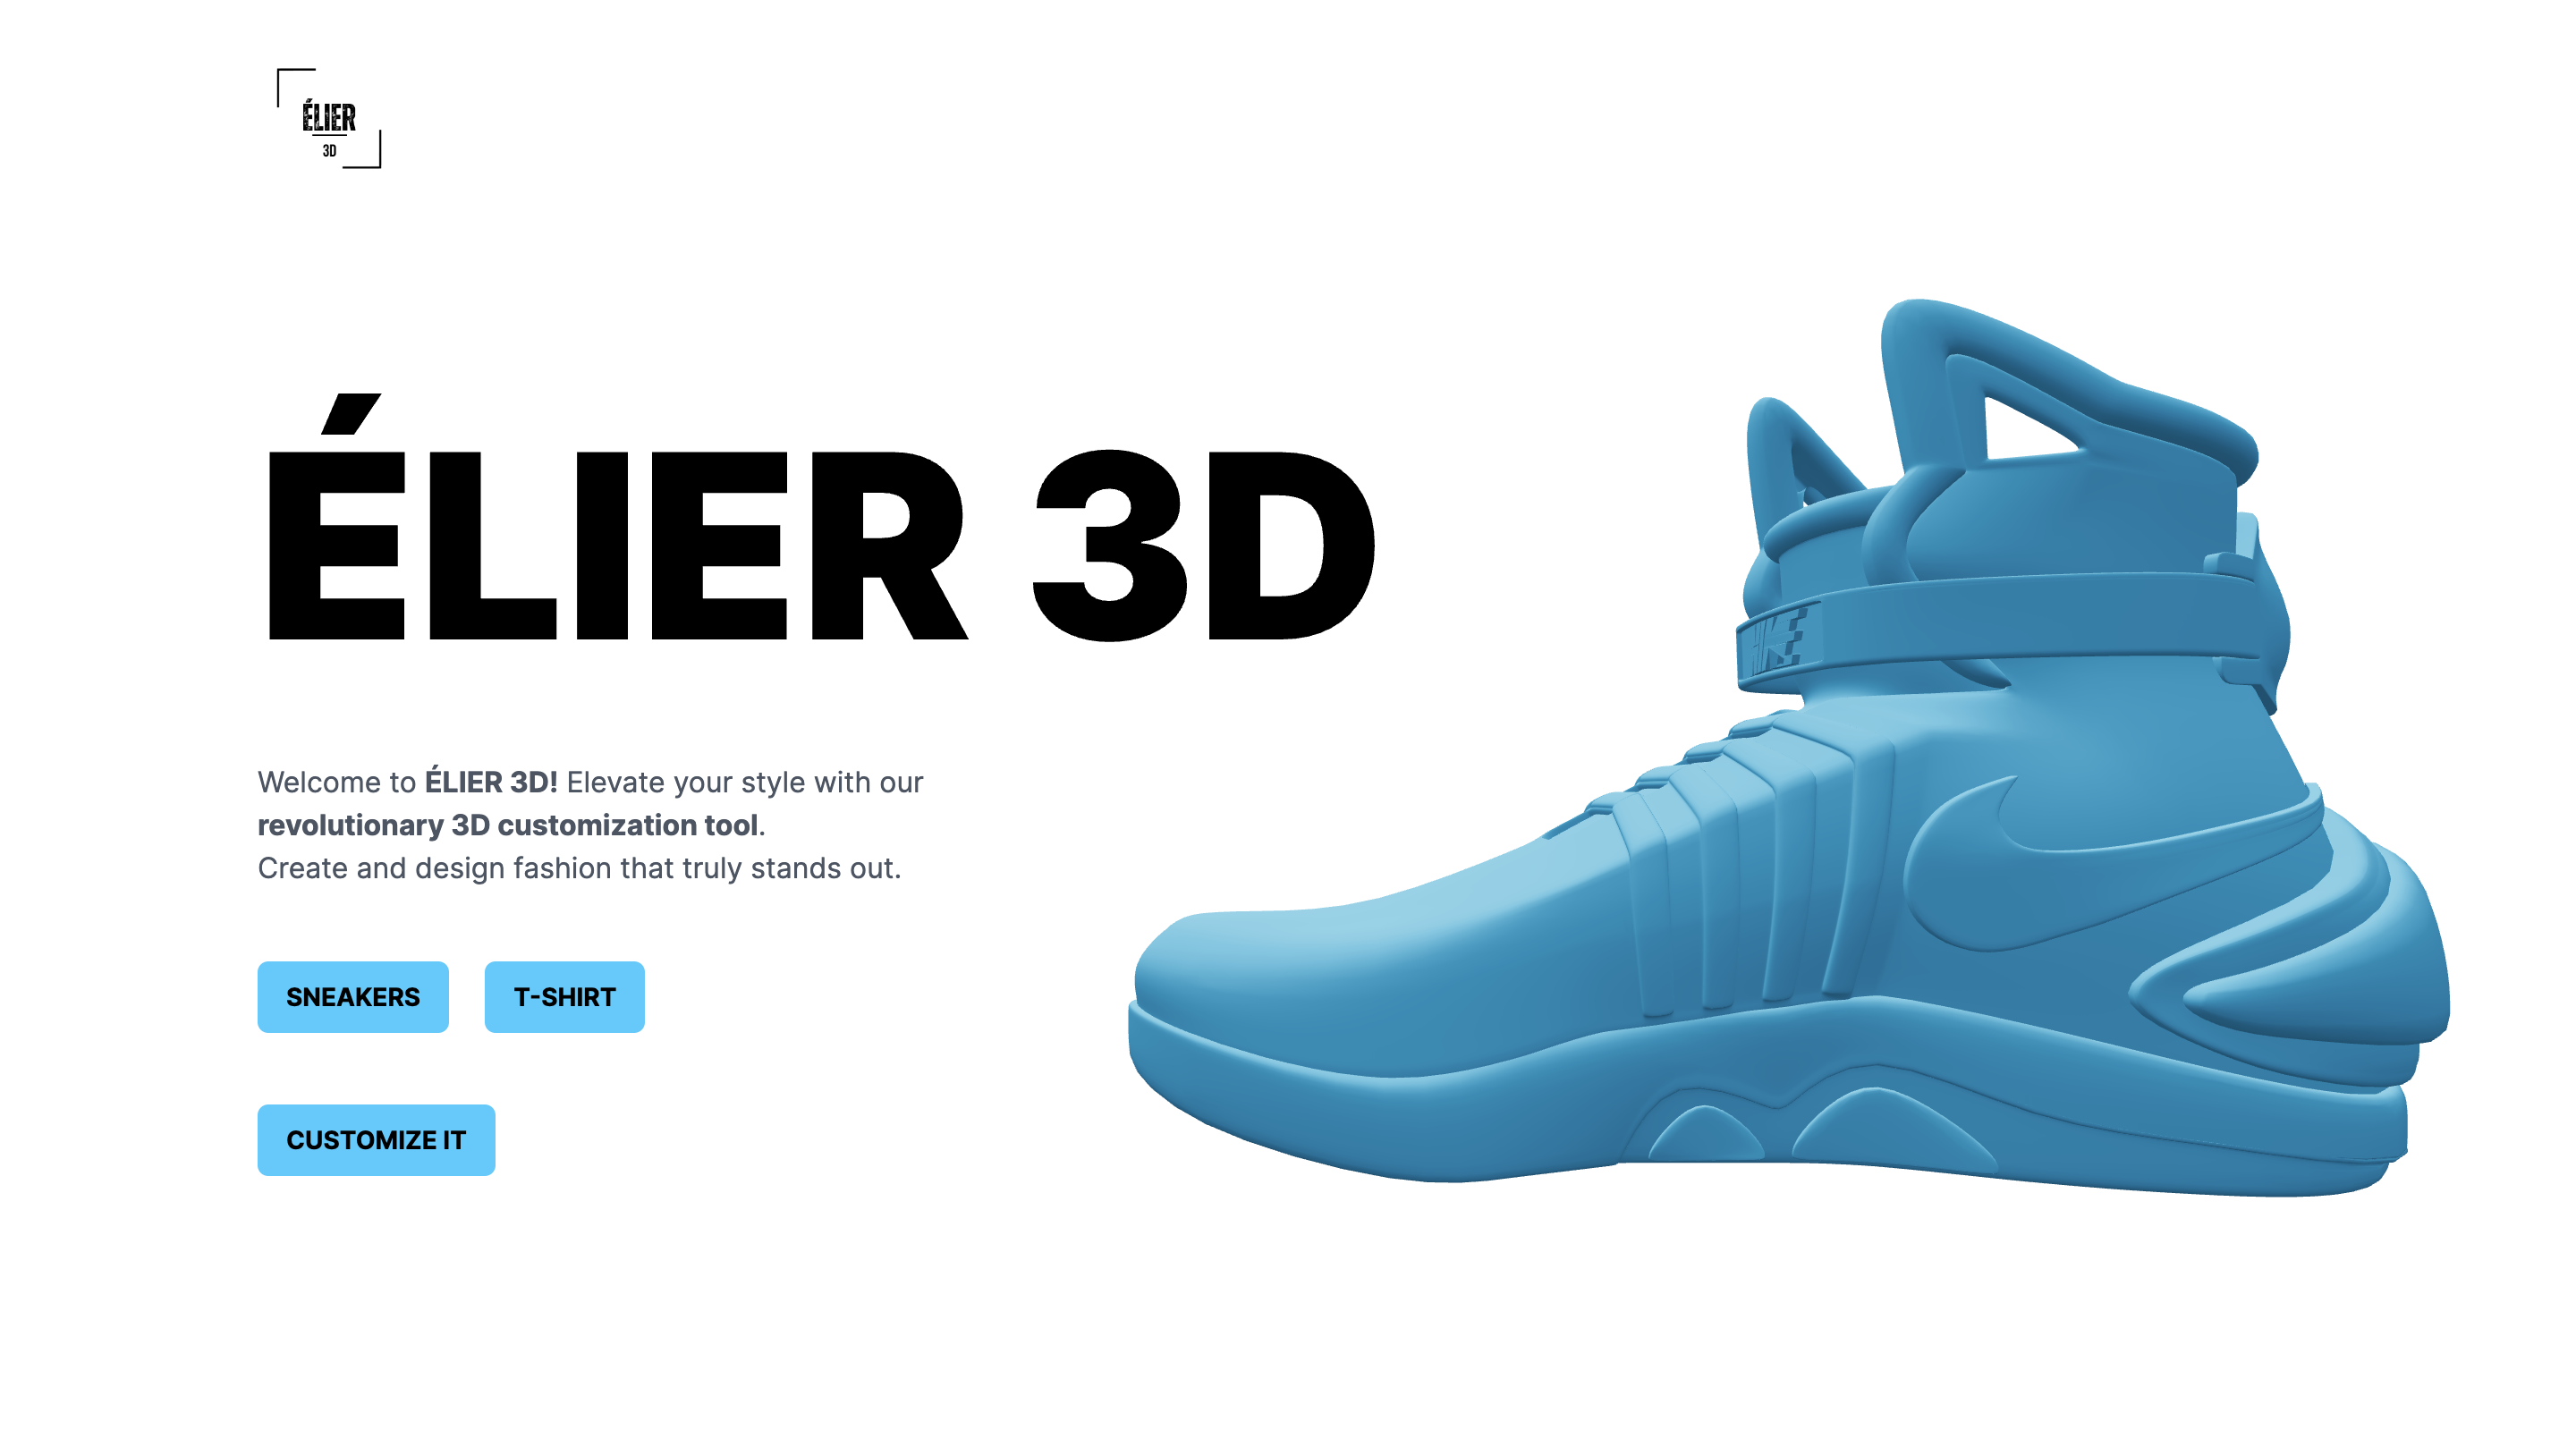 ÉLIER
3D
ÉLIER 3D
NIKE
Welcome to ÉLIER 3D! Elevate your style with our
revolutionary 3D customization tool.
Create and design fashion that truly stands out.
SNEAKERS T-SHIRT
CUSTOMIZE IT